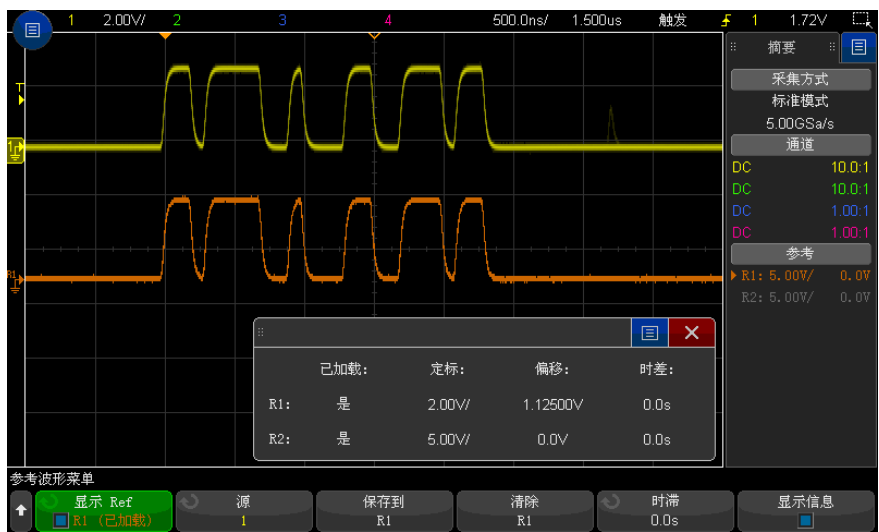 1 2.00V/ 2 3 4 500.0ns/ 1.500us 触发 1 1.72V
摘要
采集方式
标准模式
5.00GSa/s
通道
DC 10.0:1
DC 10.0:1
DC 1.00:1
DC 1.00:1
参考
R1: 5.00V/ 0.0V
R2: 5.00V/ 0.0V
T
1
R1
已加载: 定标: 偏移: 时差:
R1: 是 2.00V/ 1.12500V 0.0s
R2: 是 5.00V/ 0.0V 0.0s
参考波形菜单
显示 Ref 源 保存到 清除 时滞 显示信息
R1 (已加载) 1 R1 R1 0.0s